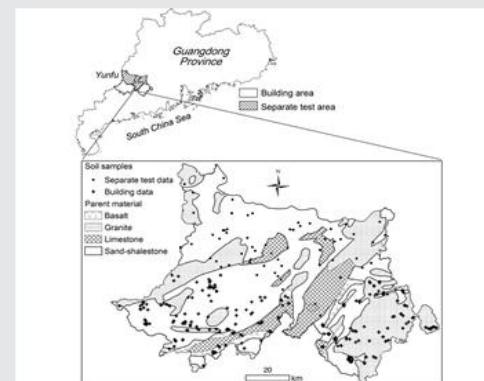 Guangdong
Province
Yunfu
Building area
Separate test area
South China Sea
Soil samples
Separate test data
Building data
Parent material
Basalt
Granite
Limestone
Sand-shalestone
N
20
km